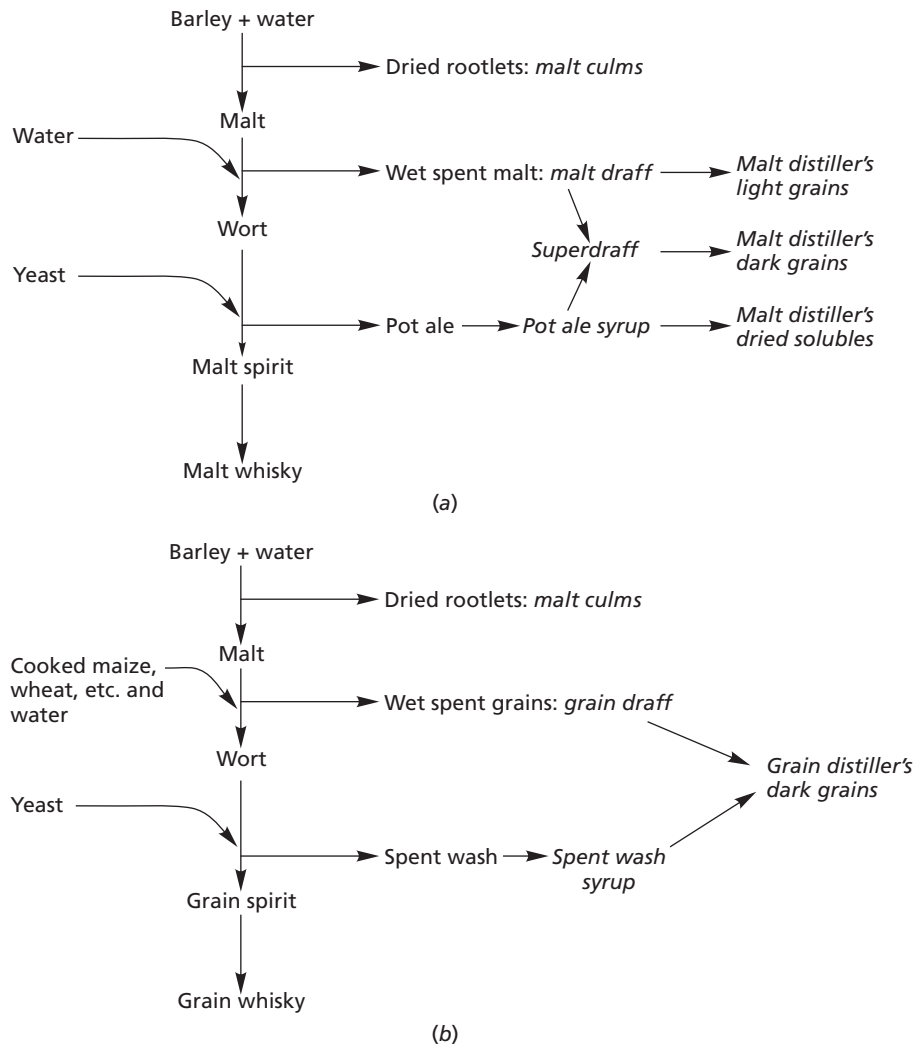 Barley + water
Dried rootlets: malt culms
Malt
Water
Wet spent malt: malt draff
Malt distiller's
light grains
Wort
Superdraff
Malt distiller's
dark grains
Yeast
Pot ale
Pot ale syrup
Malt distiller's
dried solubles
Malt spirit
Malt whisky
(a)
Barley + water
Dried rootlets: malt culms
Malt
Cooked maize,
wheat, etc. and
water
Wet spent grains: grain draff
Wort
Grain distiller's
dark grains
Yeast
Spent wash
Spent wash
syrup
Grain spirit
Grain whisky
(b)